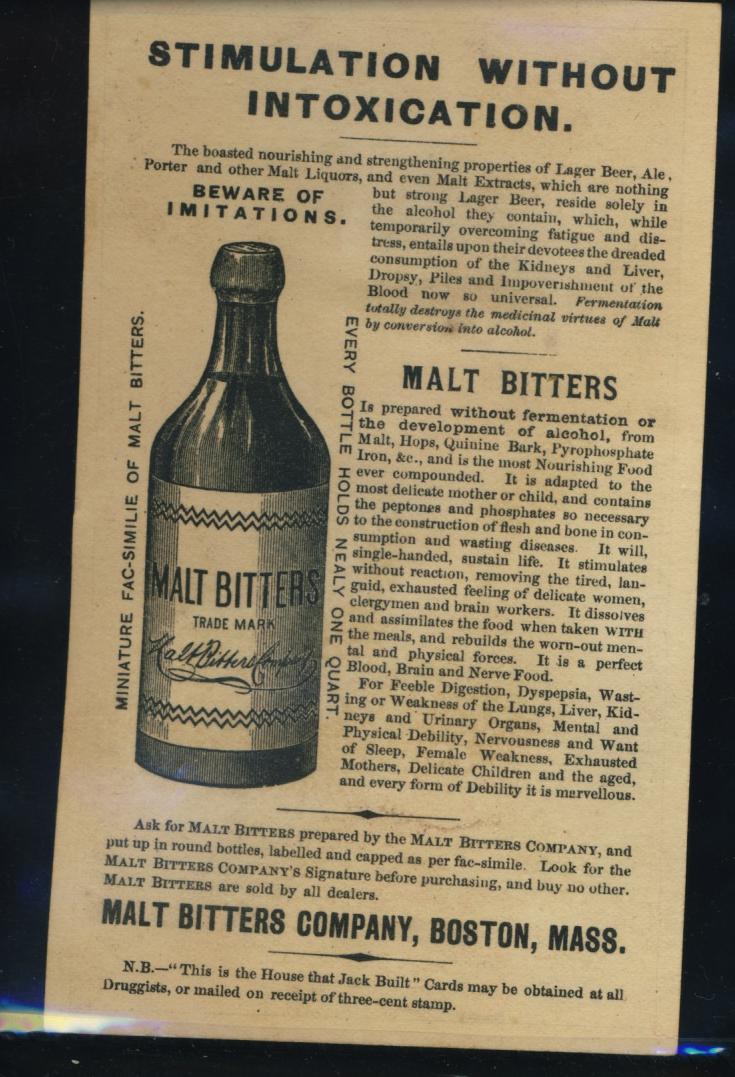 STIMULATION WITHOUT
INTOXICATION.
The boasted nourishing and strengthening properties of Lager Beer, Ale,
Porter and other Malt Liquors, and even Malt Extracts, which are nothing
but strong Lager Beer, reside solely in
the alcohol they contain, which, while
temporarily overcoming fatigue and dis-
tress, entails upon their devotees the dreaded
consumption of the Kidneys and Liver,
Dropsy, Piles and Impoverishment of the
Blood now so universal. Fermentation
totally destroys the medicinal virtues of Malt
by conversion into alcohol.
BEWARE OF
IMITATIONS.
MINIATURE FAC-SIMILIE OF MALT BITTERS.
MALT BITTERS
TRADE MARK
Malt Bitters Company
EVERY BOTTLE HOLDS NEALY ONE QUART.
MALT BITTERS
Is prepared without fermentation or
the development of alcohol, from
Malt, Hops, Quinine Bark, Pyrophosphate
Iron, &c., and is the most Nourishing Food
ever compounded. It is adapted to the
most delicate mother or child, and contains
the peptones and phosphates so necessary
to the construction of flesh and bone in con-
sumption and wasting diseases. It will,
single-handed, sustain life. It stimulates
without reaction, removing the tired, lan-
guid, exhausted feeling of delicate women,
clergymen and brain workers. It dissolves
and assimilates the food when taken WITH
the meals, and rebuilds the worn-out men-
tal and physical forces. It is a perfect
Blood, Brain and Nerve Food.
For Feeble Digestion, Dyspepsia, Wast-
ing or Weakness of the Lungs, Liver, Kid-
neys and Urinary Organs, Mental and
Physical Debility, Nervousness and Want
of Sleep, Female Weakness, Exhausted
Mothers, Delicate Children and the aged,
and every form of Debility it is marvellous.
Ask for MALT BITTERS prepared by the MALT BITTERS COMPANY, and
put up in round bottles, labelled and capped as per fac-simile. Look for the
MALT BITTERS COMPANY'S Signature before purchasing, and buy no other.
MALT BITTERS are sold by all dealers.
MALT BITTERS COMPANY, BOSTON, MASS.
N.B.—"This is the House that Jack Built" Cards may be obtained at all
Druggists, or mailed on receipt of three-cent stamp.